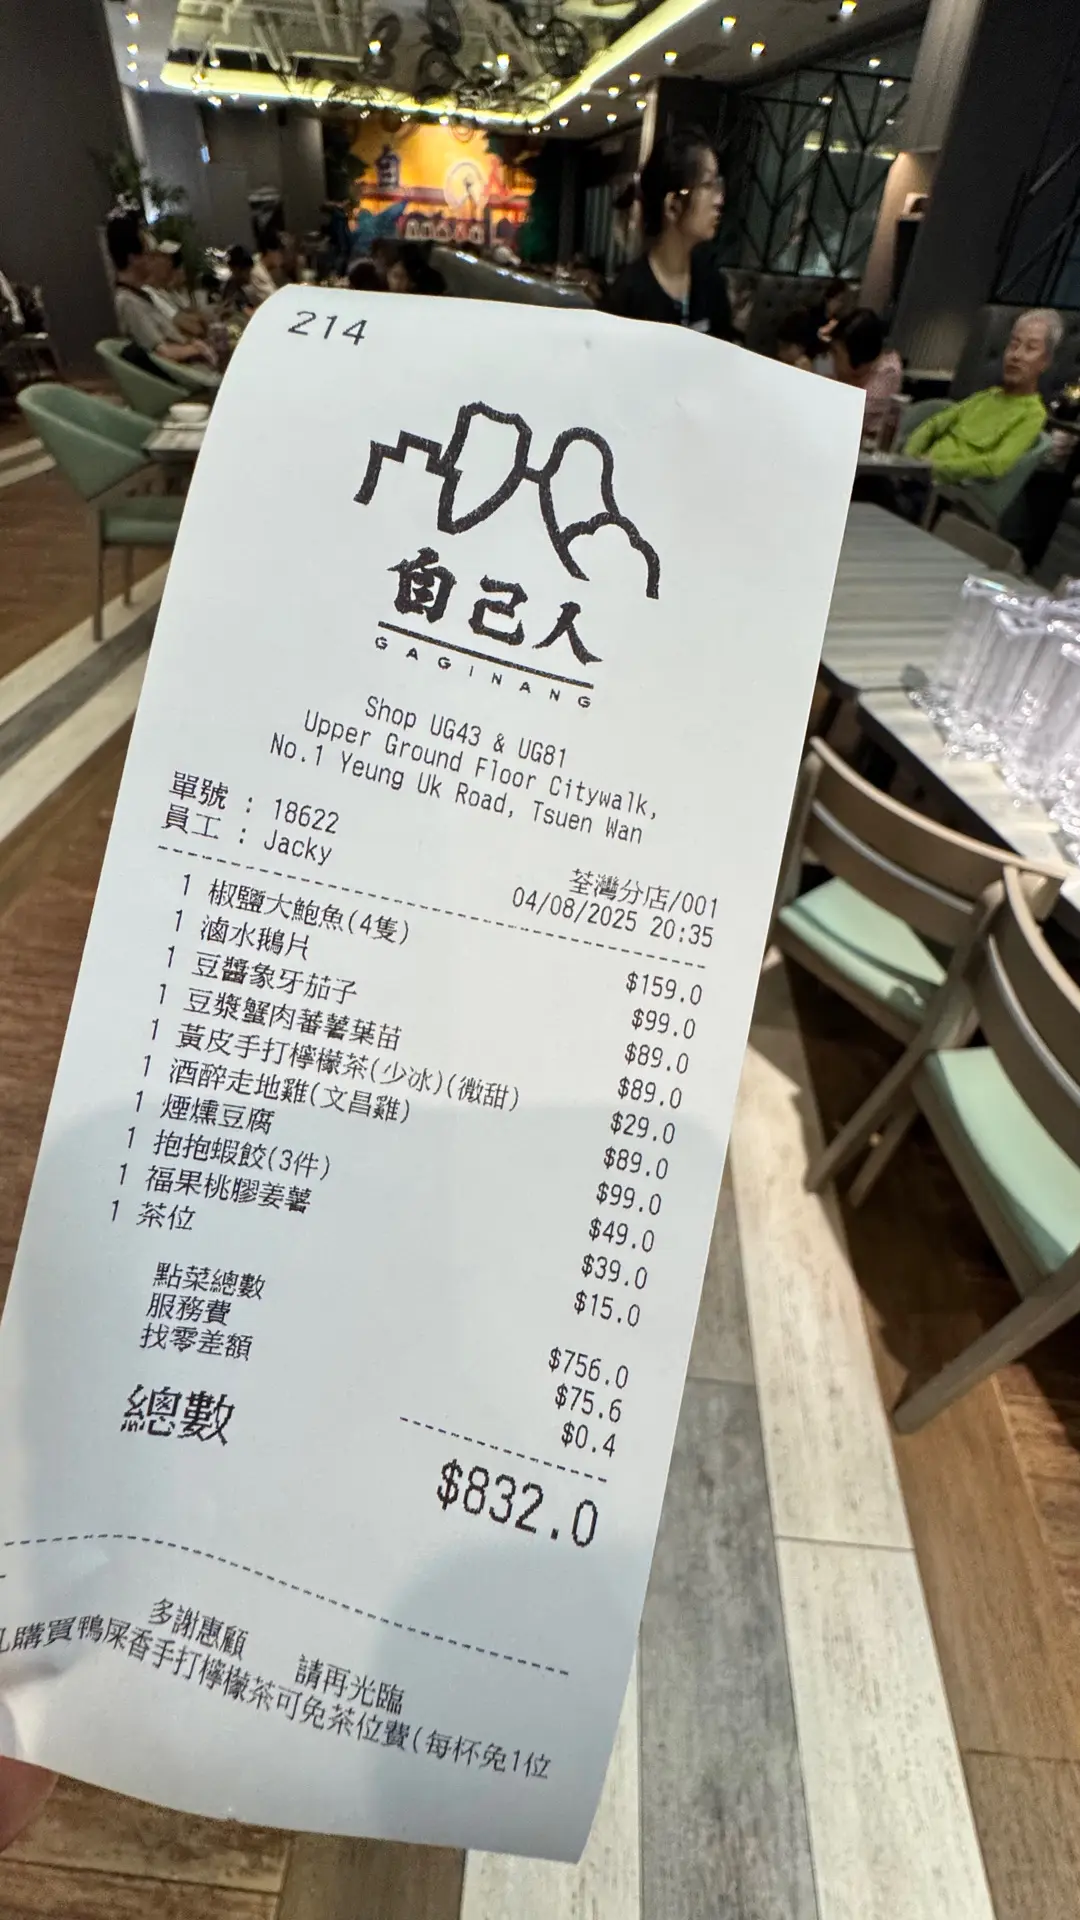 214
自己人
GAGINANG
Shop UG43 & UG81
Upper Ground Floor Citywalk,
No.1 Yeung Uk Road, Tsuen Wan
單號 : 18622
員工 : Jacky
荃灣分店/001
04/08/2025 20:35
1 椒鹽大鮑魚(4隻) $159.0
1 滷水鵝片 $99.0
1 豆醬象牙茄子 $89.0
1 豆漿蟹肉蕃薯葉苗 $89.0
1 黃皮手打檸檬茶(少冰)(微甜) $29.0
1 酒醉走地雞(文昌雞) $89.0
1 煙燻豆腐 $99.0
1 抱抱蝦餃(3件) $49.0
1 福果桃膠姜薯 $39.0
1 茶位 $15.0
點菜總數 $756.0
服務費 $75.6
找零差額 $0.4
總數 $832.0
多謝惠顧 請再光臨
凡購買鴨屎香手打檸檬茶可免茶位費(每杯免1位
自 人